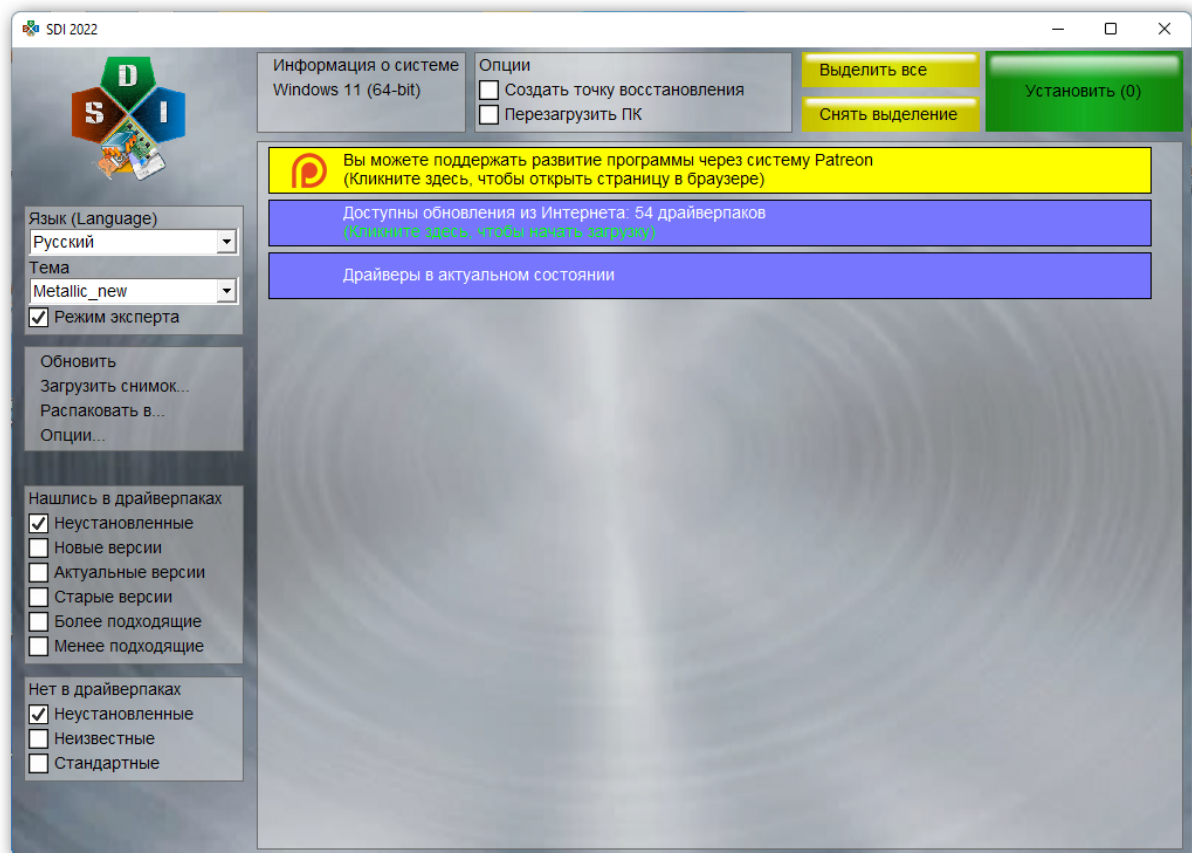 SDI 2022
D
S I
Информация о системе
Windows 11 (64-bit)
Опции
Создать точку восстановления
Перезагрузить ПК
Выделить все
Снять выделение
Установить (0)
Вы можете поддержать развитие программы через систему Patreon
(Кликните здесь, чтобы открыть страницу в браузере)
Доступны обновления из Интернета: 54 драйверпаков
(Кликните здесь, чтобы начать загрузку)
Драйверы в актуальном состоянии
Язык (Language)
Русский
Тема
Metallic_new
Режим эксперта
Обновить
Загрузить снимок...
Распаковать в...
Опции...
Нашлись в драйверпаках
Неустановленные
Новые версии
Актуальные версии
Старые версии
Более подходящие
Менее подходящие
Нет в драйверпаках
Неустановленные
Неизвестные
Стандартные